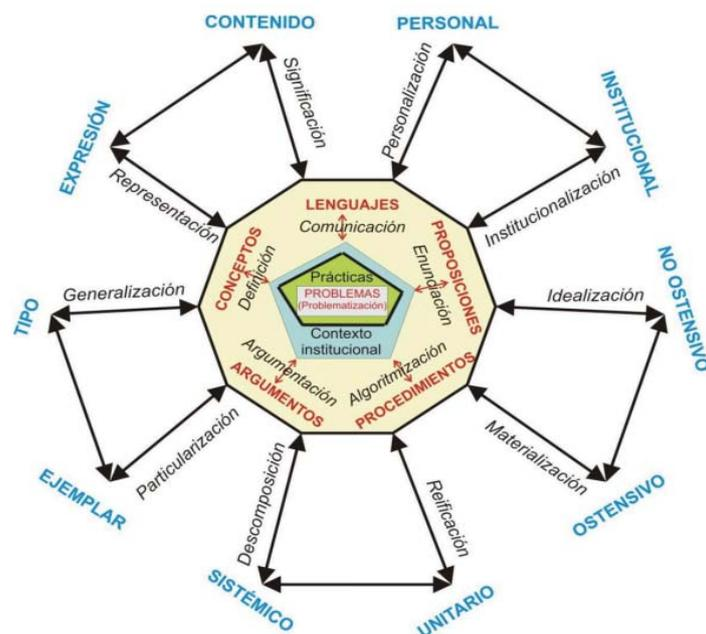 CONTENIDO
PERSONAL
Significación
Personalización
EXPRESIÓN
INSTITUCIONAL
Representación
Institucionalización
LENGUAJES
Comunicación
CONCEPTOS
Definición
PROPOSICIONES
Enunciación
Prácticas
PROBLEMAS
(Problematización)
Contexto
institucional
TIPO
Generalización
Idealización
NO OSTENSIVO
Argumentación
ARGUMENTOS
Algoritmización
PROCEDIMIENTOS
EJEMPLAR
Particularización
Materialización
OSTENSIVO
Descomposición
Reificación
SISTÉMICO
UNITARIO